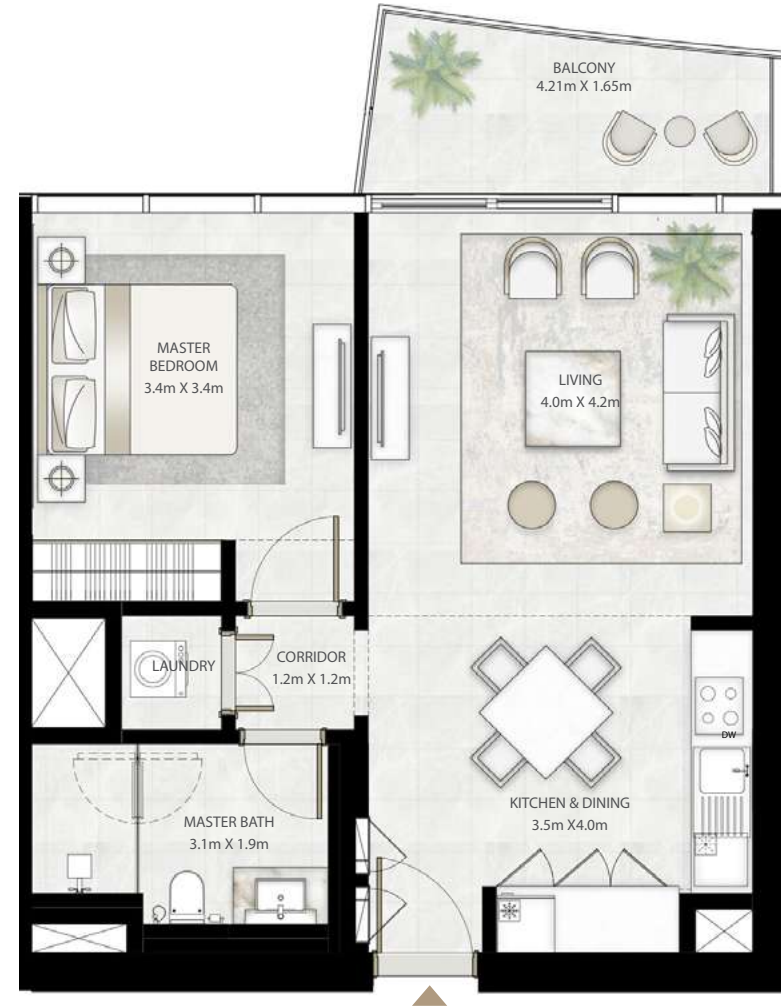 BALCONY
4.21m X 1.65m
MASTER
BEDROOM
3.4m X 3.4m
LIVING
4.0m X 4.2m
LAUNDRY
CORRIDOR
1.2m X 1.2m
DW
KITCHEN & DINING
3.5m X4.0m
MASTER BATH
3.1m X 1.9m